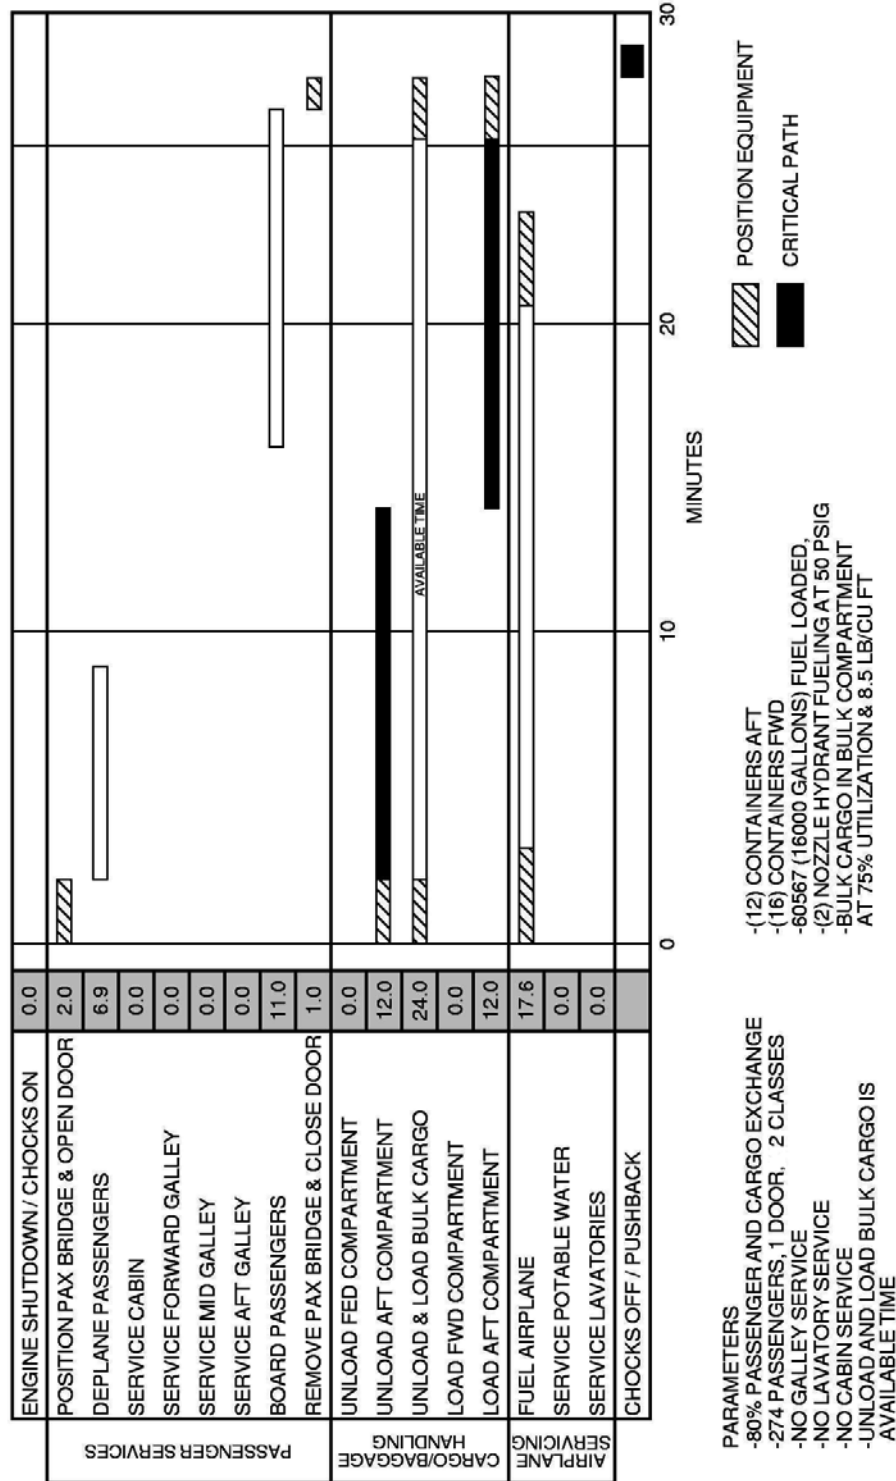 ENGINE SHUTDOWN / CHOCKS ON 0.0
PASSENGER SERVICES
POSITION PAX BRIDGE & OPEN DOOR 2.0
DEPLANE PASSENGERS 6.9
SERVICE CABIN 0.0
SERVICE FORWARD GALLEY 0.0
SERVICE MID GALLEY 0.0
SERVICE AFT GALLEY 0.0
BOARD PASSENGERS 11.0
REMOVE PAX BRIDGE & CLOSE DOOR 1.0
CARGO/BAGGAGE
HANDLING
UNLOAD FED COMPARTMENT 0.0
UNLOAD AFT COMPARTMENT 12.0
UNLOAD & LOAD BULK CARGO 24.0
AVAILABLE TIME
LOAD FWD COMPARTMENT 0.0
LOAD AFT COMPARTMENT 12.0
AIRPLANE
SERVICING
FUEL AIRPLANE 17.6
SERVICE POTABLE WATER 0.0
SERVICE LAVATORIES 0.0
CHOCKS OFF / PUSHBACK
0 10 20 30
MINUTES
PARAMETERS
-80% PASSENGER AND CARGO EXCHANGE
-274 PASSENGERS, 1 DOOR, 2 CLASSES
-NO GALLEY SERVICE
-NO LAVATORY SERVICE
-NO CABIN SERVICE
-UNLOAD AND LOAD BULK CARGO IS
AVAILABLE TIME
-(12) CONTAINERS AFT
-(16) CONTAINERS FWD
-60567 (16000 GALLONS) FUEL LOADED,
-(2) NOZZLE HYDRANT FUELING AT 50 PSIG
-BULK CARGO IN BULK COMPARTMENT
AT 75% UTILIZATION & 8.5 LB/CU FT
POSITION EQUIPMENT
CRITICAL PATH